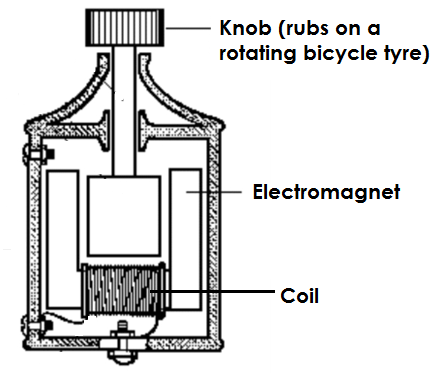 Knob (rubs on a
rotating bicycle tyre)
Electromagnet
Coil